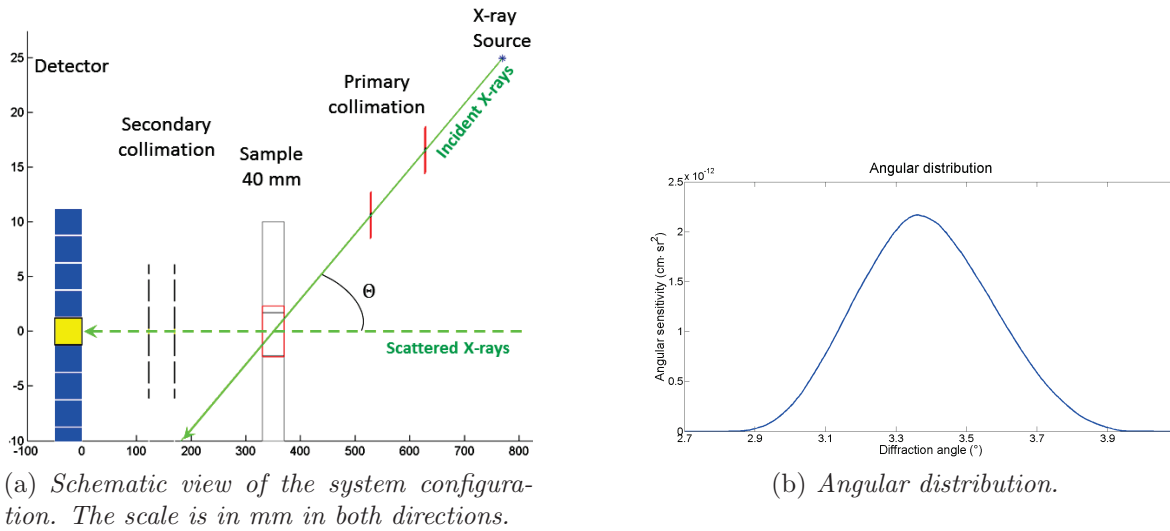 X-ray
Source
25
Detector
20
Primary
collimation
Incident X-rays
15
Secondary
collimation
Sample
40 mm
10
5
Θ
0
Scattered X-rays
-5
-10
-100 0 100 200 300 400 500 600 700 800
(a) Schematic view of the system configura-
tion. The scale is in mm in both directions.
Angular distribution
x 10⁻¹²
2.5
2
1.5
1
0.5
0
Angular sensitivity (cm· sr²)
2.7 2.9 3.1 3.3 3.5 3.7 3.9
Diffraction angle (°)
(b) Angular distribution.